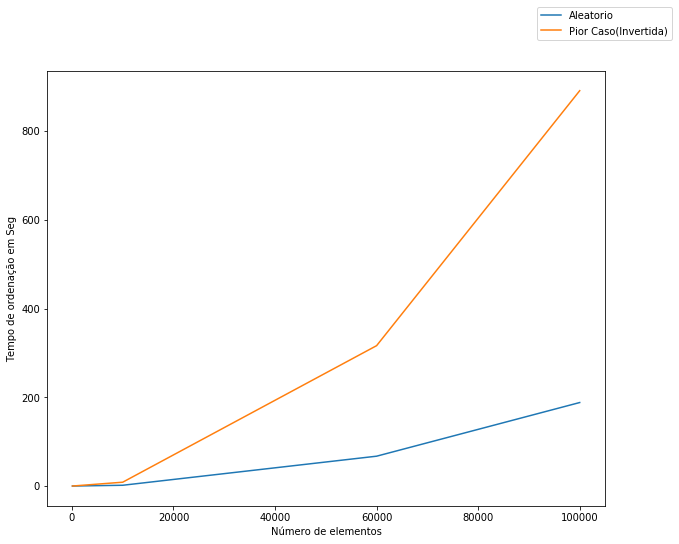 Aleatorio
Pior Caso(Invertida)
800
600
400
200
0
Tempo de ordenação em Seg
0 20000 40000 60000 80000 100000
Número de elementos